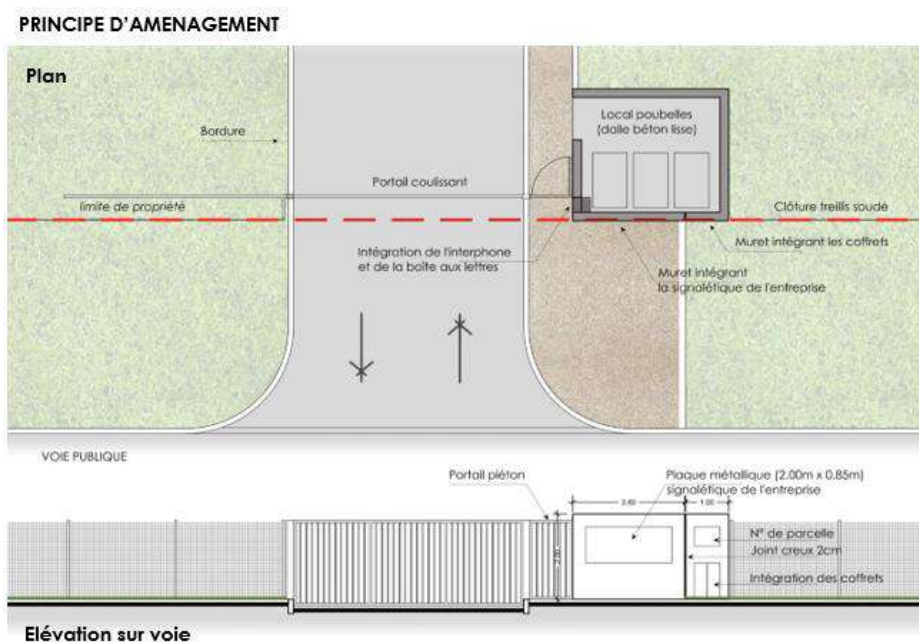 PRINCIPE D'AMENAGEMENT
Plan
Bordure
Local poubelles
(dalle béton lisse)
Portail coulissant
limite de propriété
Clôture treillis soudé
Intégration de l'interphone
et de la boîte aux lettres
Muret intégrant les coffrets
Muret intégrant
la signalétique de l'entreprise
VOIE PUBLIQUE
Portail piéton
Plaque métallique (2.00m x 0.85m)
signalétique de l'entreprise
1.00
N° de parcelle
Joint creux 2cm
Intégration des coffrets
Elévation sur voie